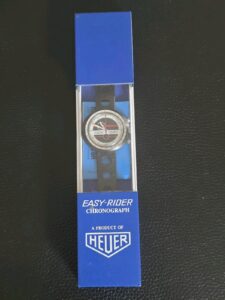 EASY-RIDER
CHRONOGRAPH
A PRODUCT OF
HEUER